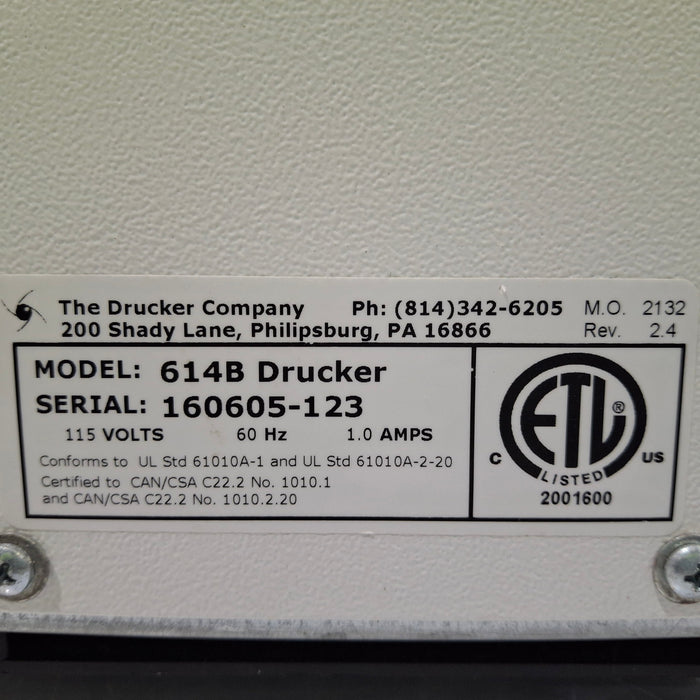 The Drucker Company Ph: (814)342-6205 M.O. 2132
200 Shady Lane, Philipsburg, PA 16866 Rev. 2.4
MODEL: 614B Drucker
SERIAL: 160605-123
115 VOLTS 60 Hz 1.0 AMPS
Conforms to UL Std 61010A-1 and UL Std 61010A-2-20
Certified to CAN/CSA C22.2 No. 1010.1
and CAN/CSA C22.2 No. 1010.2.20
ETL®
C US
LISTED
2001600